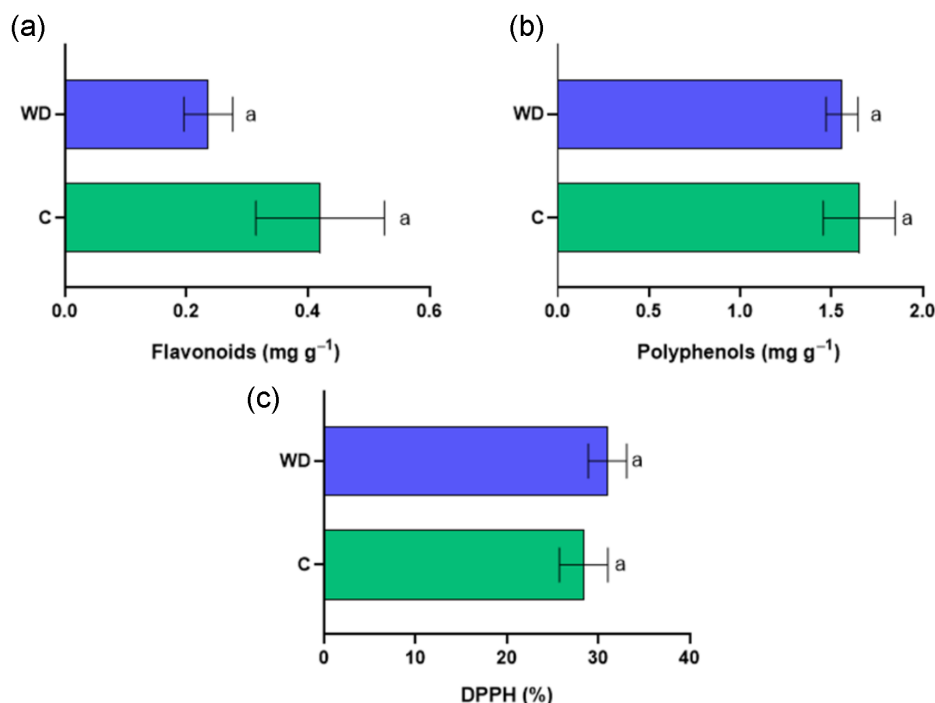 (a)
WD
a
C
a
0.0 0.2 0.4 0.6
Flavonoids (mg g⁻¹)
(b)
WD
a
C
a
0.0 0.5 1.0 1.5 2.0
Polyphenols (mg g⁻¹)
(c)
WD
a
C
a
0 10 20 30 40
DPPH (%)